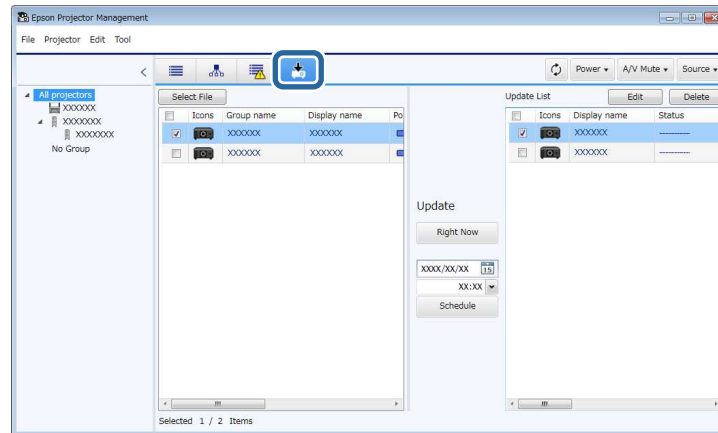 Epson Projector Management
File Projector Edit Tool
Power A/V Mute Source
All projectors
XXXXXX
XXXXXXX
XXXXXXX
No Group
Select File
Icons Group name Display name Po
XXXXXX XXXXXX
XXXXXX XXXXXX
Selected 1 / 2 Items
Update
Right Now
XXXX/XX/XX 15
XX:XX
Schedule
Update List Edit Delete
Icons Display name Status
XXXXXX ------------
XXXXXX ------------